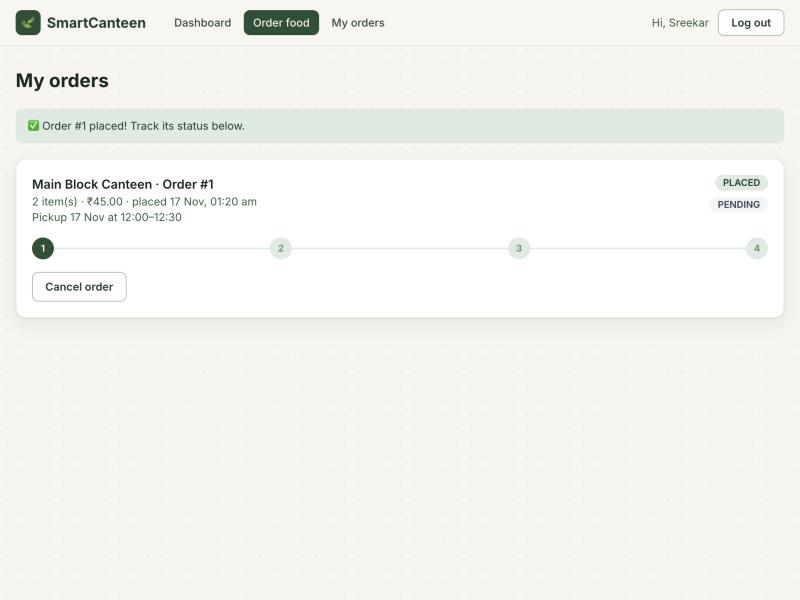 SmartCanteen Dashboard Order food My orders Hi, Sreekar Log out
My orders
✅ Order #1 placed! Track its status below.
Main Block Canteen · Order #1 PLACED
2 item(s) · ₹45.00 · placed 17 Nov, 01:20 am PENDING
Pickup 17 Nov at 12:00–12:30
1 2 3 4
Cancel order